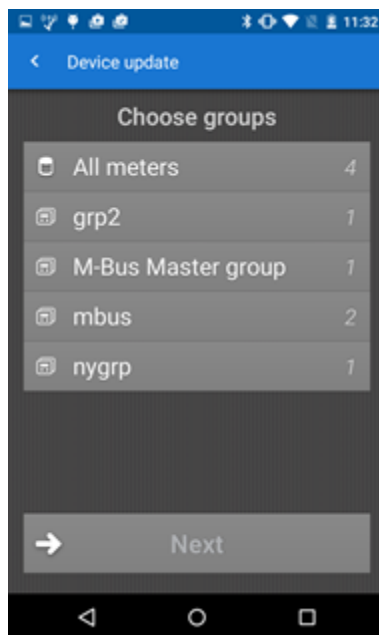 11:32
Device update
Choose groups
All meters 4
grp2 1
M-Bus Master group 1
mbus 2
nygrp 1
Next